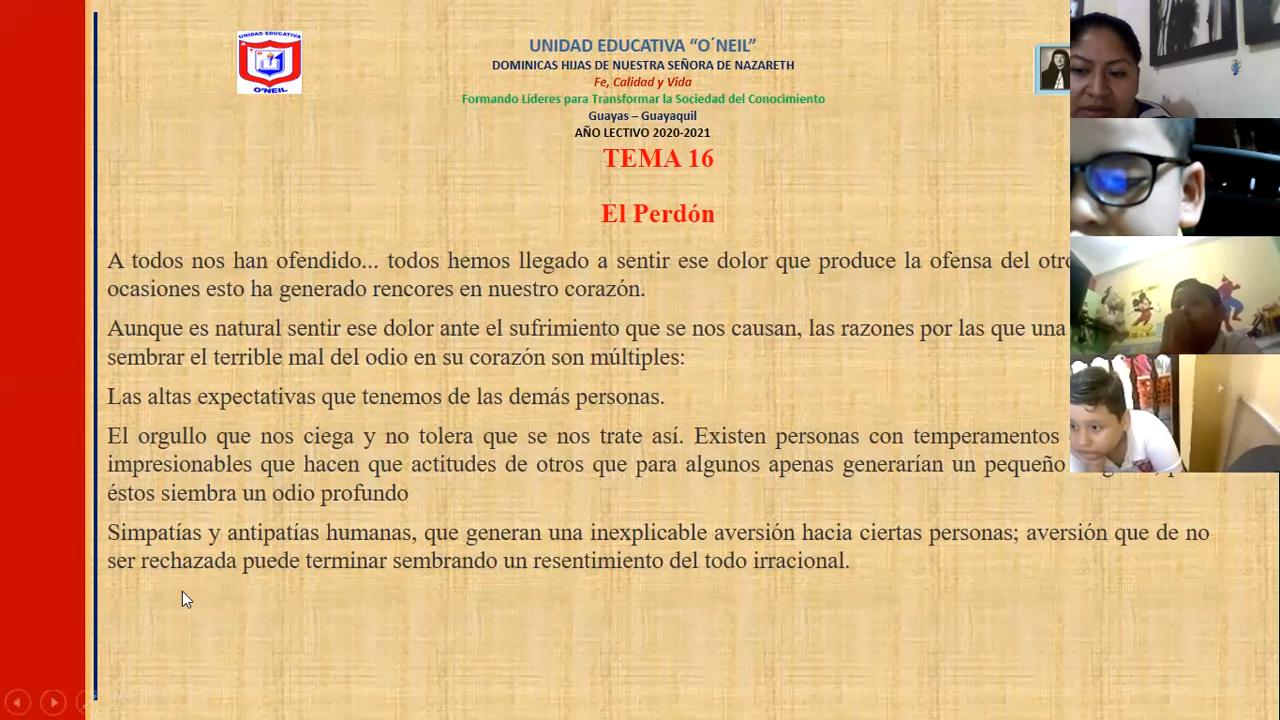 UNIDAD EDUCATIVA
O'NEIL
UNIDAD EDUCATIVA “O´NEIL”
DOMINICAS HIJAS DE NUESTRA SEÑORA DE NAZARETH
Fe, Calidad y Vida
Formando Líderes para Transformar la Sociedad del Conocimiento
Guayas – Guayaquil
AÑO LECTIVO 2020-2021
TEMA 16
El Perdón
A todos nos han ofendido... todos hemos llegado a sentir ese dolor que produce la ofensa del
ocasiones esto ha generado rencores en nuestro corazón.
Aunque es natural sentir ese dolor ante el sufrimiento que se nos causan, las razones por las que una
sembrar el terrible mal del odio en su corazón son múltiples:
Las altas expectativas que tenemos de las demás personas.
El orgullo que nos ciega y no tolera que se nos trate así. Existen personas con temperamentos
impresionables que hacen que actitudes de otros que para algunos apenas generarían un pequeño
éstos siembra un odio profundo
Simpatías y antipatías humanas, que generan una inexplicable aversión hacia ciertas personas; aversión que de no
ser rechazada puede terminar sembrando un resentimiento del todo irracional.